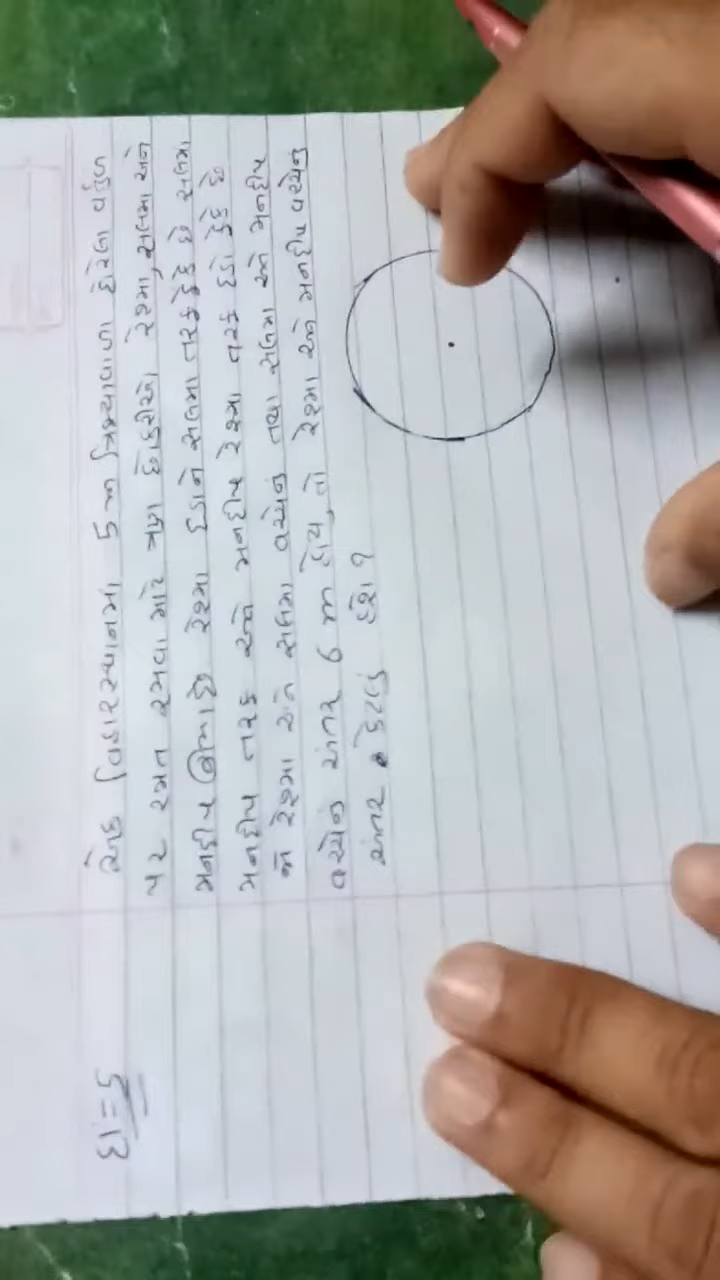 દા=5
એક વિહારસ્થાનમાં 5 m ત્રિજ્યાવાળા દોરેલા વર્તુળ
પર રમત રમવા માટે ત્રણ છોકરીઓ રેશ્મા, સલમા અને
મનદીપ ઊભી છે રેશ્મા દડાને સલમા તરફ ફેંકે છે સલમા
મનદીપ તરફ અને મનદીપ રેશ્મા તરફ દડો ફેંકે છે
જો રેશ્મા અને સલમા વચ્ચેનું તથા સલમા અને મનદીપ
વચ્ચેનું અંતર 6 m હોય, તો રેશ્મા અને મનદીપ વચ્ચેનું
અંતર કેટલું હશે ?